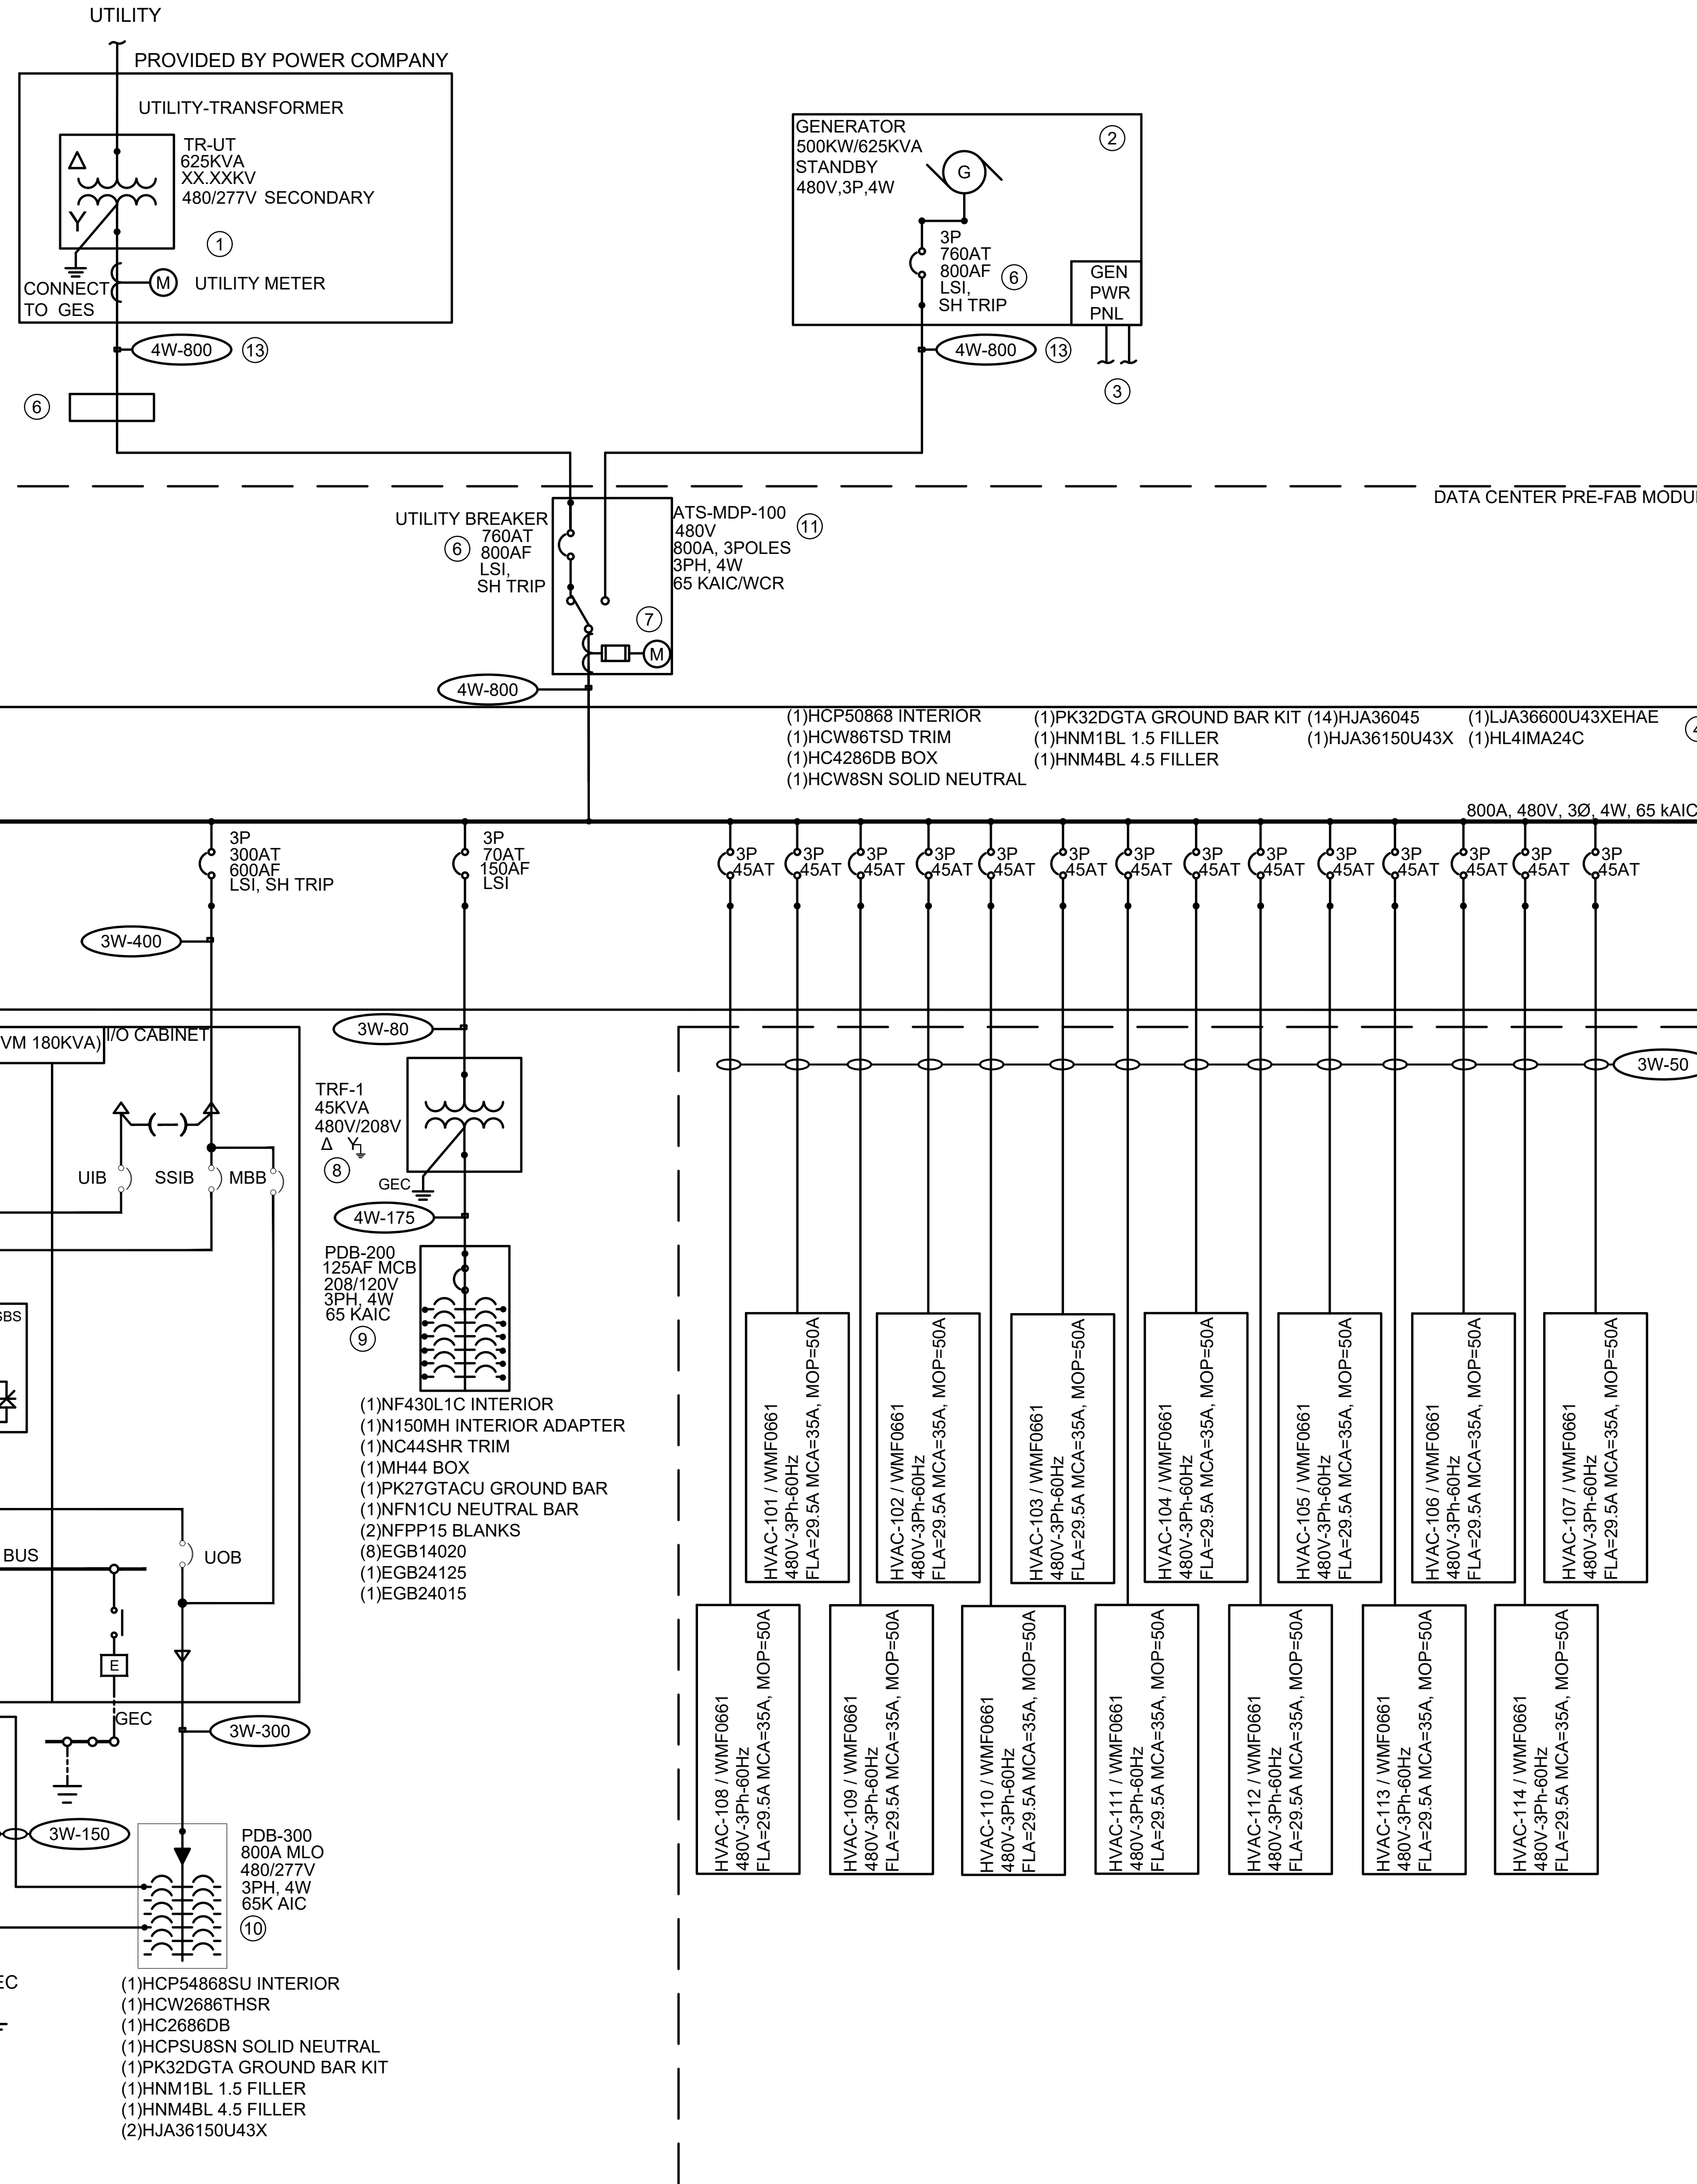 UTILITY
PROVIDED BY POWER COMPANY
UTILITY-TRANSFORMER
TR-UT
625KVA
XX.XXKV
480/277V SECONDARY
Y
1
CONNECT
TO GES
M
UTILITY METER
4W-800
13
6
GENERATOR
500KW/625KVA
STANDBY
480V,3P,4W
2
G
3P
760AT
800AF
LSI,
SH TRIP
6
GEN
PWR
PNL
4W-800
13
3
DATA CENTER PRE-FAB MODU
UTILITY BREAKER
760AT
800AF
LSI,
SH TRIP
6
ATS-MDP-100
480V
800A, 3POLES
3PH, 4W
65 KAIC/WCR
11
7
M
4W-800
(1)HCP50868 INTERIOR
(1)HCW86TSD TRIM
(1)HC4286DB BOX
(1)HCW8SN SOLID NEUTRAL
(1)PK32DGTA GROUND BAR KIT
(1)HNM1BL 1.5 FILLER
(1)HNM4BL 4.5 FILLER
(14)HJA36045
(1)HJA36150U43X
(1)LJA36600U43XEHAE
(1)HL4IMA24C
4
800A, 480V, 3Ø, 4W, 65 kAIC
3P
300AT
600AF
LSI, SH TRIP
3P
70AT
150AF
LSI
3P
45AT
3P
45AT
3P
45AT
3P
45AT
3P
45AT
3P
45AT
3P
45AT
3P
45AT
3P
45AT
3P
45AT
3P
45AT
3P
45AT
3P
45AT
3P
45AT
3W-400
VM 180KVA)
I/O CABINET
3W-80
3W-50
TRF-1
45KVA
480V/208V
Δ Y
8
GEC
4W-175
UIB
SSIB
MBB
PDB-200
125AF MCB
208/120V
3PH, 4W
65 KAIC
9
SBS
(1)NF430L1C INTERIOR
(1)N150MH INTERIOR ADAPTER
(1)NC44SHR TRIM
(1)MH44 BOX
(1)PK27GTACU GROUND BAR
(1)NFN1CU NEUTRAL BAR
(2)NFPP15 BLANKS
(8)EGB14020
(1)EGB24125
(1)EGB24015
BUS
UOB
E
GEC
3W-300
3W-150
PDB-300
800A MLO
480/277V
3PH, 4W
65K AIC
10
EC
(1)HCP54868SU INTERIOR
(1)HCW2686THSR
(1)HC2686DB
(1)HCPSU8SN SOLID NEUTRAL
(1)PK32DGTA GROUND BAR KIT
(1)HNM1BL 1.5 FILLER
(1)HNM4BL 4.5 FILLER
(2)HJA36150U43X
HVAC-101 / WMF0661
480V-3Ph-60Hz
FLA=29.5A MCA=35A, MOP=50A
HVAC-102 / WMF0661
480V-3Ph-60Hz
FLA=29.5A MCA=35A, MOP=50A
HVAC-103 / WMF0661
480V-3Ph-60Hz
FLA=29.5A MCA=35A, MOP=50A
HVAC-104 / WMF0661
480V-3Ph-60Hz
FLA=29.5A MCA=35A, MOP=50A
HVAC-105 / WMF0661
480V-3Ph-60Hz
FLA=29.5A MCA=35A, MOP=50A
HVAC-106 / WMF0661
480V-3Ph-60Hz
FLA=29.5A MCA=35A, MOP=50A
HVAC-107 / WMF0661
480V-3Ph-60Hz
FLA=29.5A MCA=35A, MOP=50A
HVAC-108 / WMF0661
480V-3Ph-60Hz
FLA=29.5A MCA=35A, MOP=50A
HVAC-109 / WMF0661
480V-3Ph-60Hz
FLA=29.5A MCA=35A, MOP=50A
HVAC-110 / WMF0661
480V-3Ph-60Hz
FLA=29.5A MCA=35A, MOP=50A
HVAC-111 / WMF0661
480V-3Ph-60Hz
FLA=29.5A MCA=35A, MOP=50A
HVAC-112 / WMF0661
480V-3Ph-60Hz
FLA=29.5A MCA=35A, MOP=50A
HVAC-113 / WMF0661
480V-3Ph-60Hz
FLA=29.5A MCA=35A, MOP=50A
HVAC-114 / WMF0661
480V-3Ph-60Hz
FLA=29.5A MCA=35A, MOP=50A